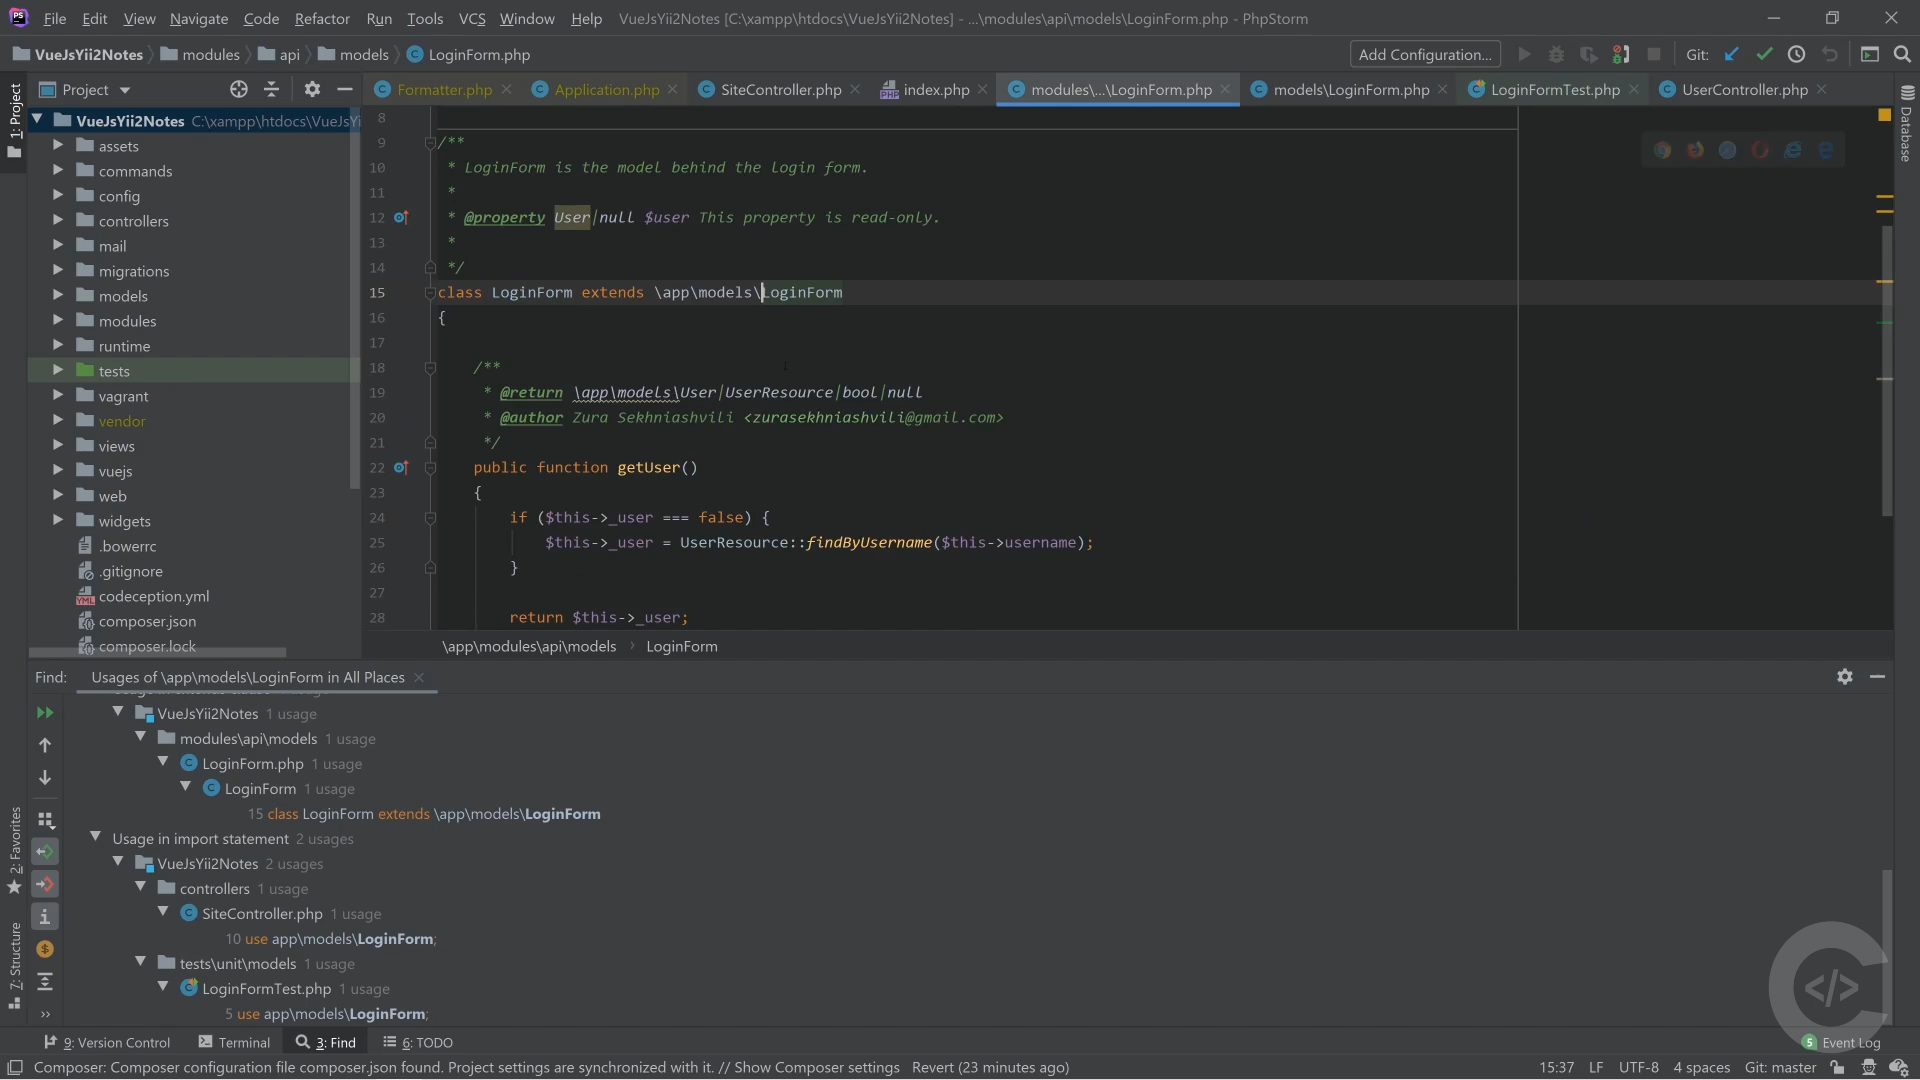 PS File Edit View Navigate Code Refactor Run Tools VCS Window Help VueJsYii2Notes [C:\xampp\htdocs\VueJsYii2Notes] - ...\modules\api\models\LoginForm.php - PhpStorm
VueJsYii2Notes modules api models LoginForm.php Add Configuration... Git:
1: Project
Project
Formatter.php Application.php SiteController.php index.php modules\...\LoginForm.php models\LoginForm.php LoginFormTest.php UserController.php
Database
VueJsYii2Notes C:\xampp\htdocs\VueJsYi
assets
commands
config
controllers
mail
migrations
models
modules
runtime
tests
vagrant
vendor
views
vuejs
web
widgets
.bowerrc
.gitignore
codeception.yml
composer.json
composer.lock
8
9 /**
10 * LoginForm is the model behind the login form.
11 *
12 * @property User|null $user This property is read-only.
13 *
14 */
15 class LoginForm extends \app\models\LoginForm
16 {
17
18 /**
19 * @return \app\models\User|UserResource|bool|null
20 * @author Zura Sekhniashvili <zurasekhniashvili@gmail.com>
21 */
22 public function getUser()
23 {
24 if ($this->_user === false) {
25 $this->_user = UserResource::findByUsername($this->username);
26 }
27
28 return $this->_user;
\app\modules\api\models LoginForm
Find: Usages of \app\models\LoginForm in All Places
VueJsYii2Notes 1 usage
modules\api\models 1 usage
LoginForm.php 1 usage
LoginForm 1 usage
15 class LoginForm extends \app\models\LoginForm
Usage in import statement 2 usages
VueJsYii2Notes 2 usages
controllers 1 usage
SiteController.php 1 usage
10 use app\models\LoginForm;
tests\unit\models 1 usage
LoginFormTest.php 1 usage
5 use app\models\LoginForm;
2: Favorites
7: Structure
</>
9: Version Control Terminal 3: Find 6: TODO 5 Event Log
Composer: Composer configuration file composer.json found. Project settings are synchronized with it. // Show Composer settings Revert (23 minutes ago) 15:37 LF UTF-8 4 spaces Git: master